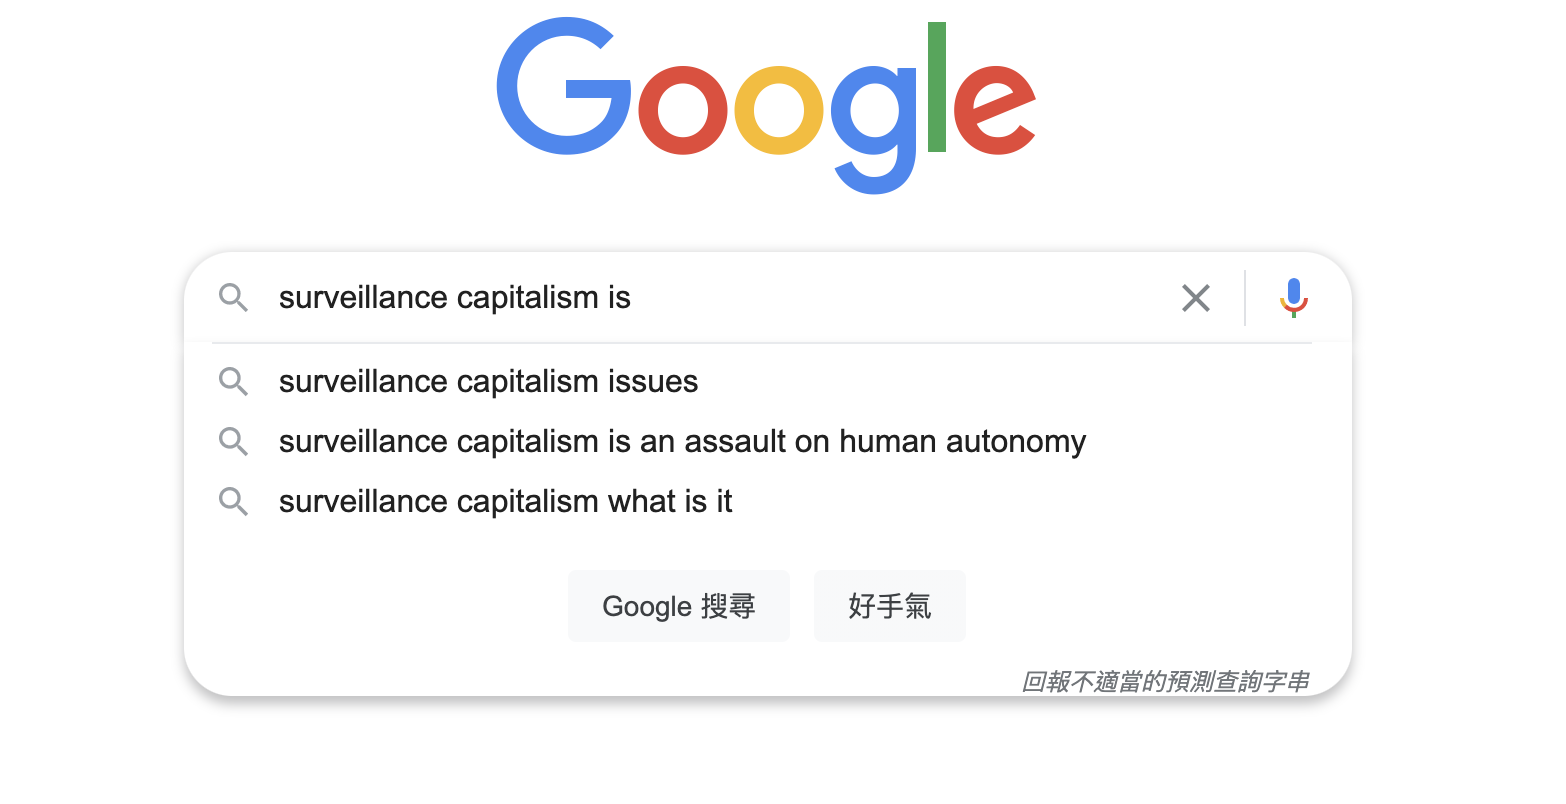 Google
surveillance capitalism is
surveillance capitalism issues
surveillance capitalism is an assault on human autonomy
surveillance capitalism what is it
Google 搜尋
好手氣
回報不適當的預測查詢字串